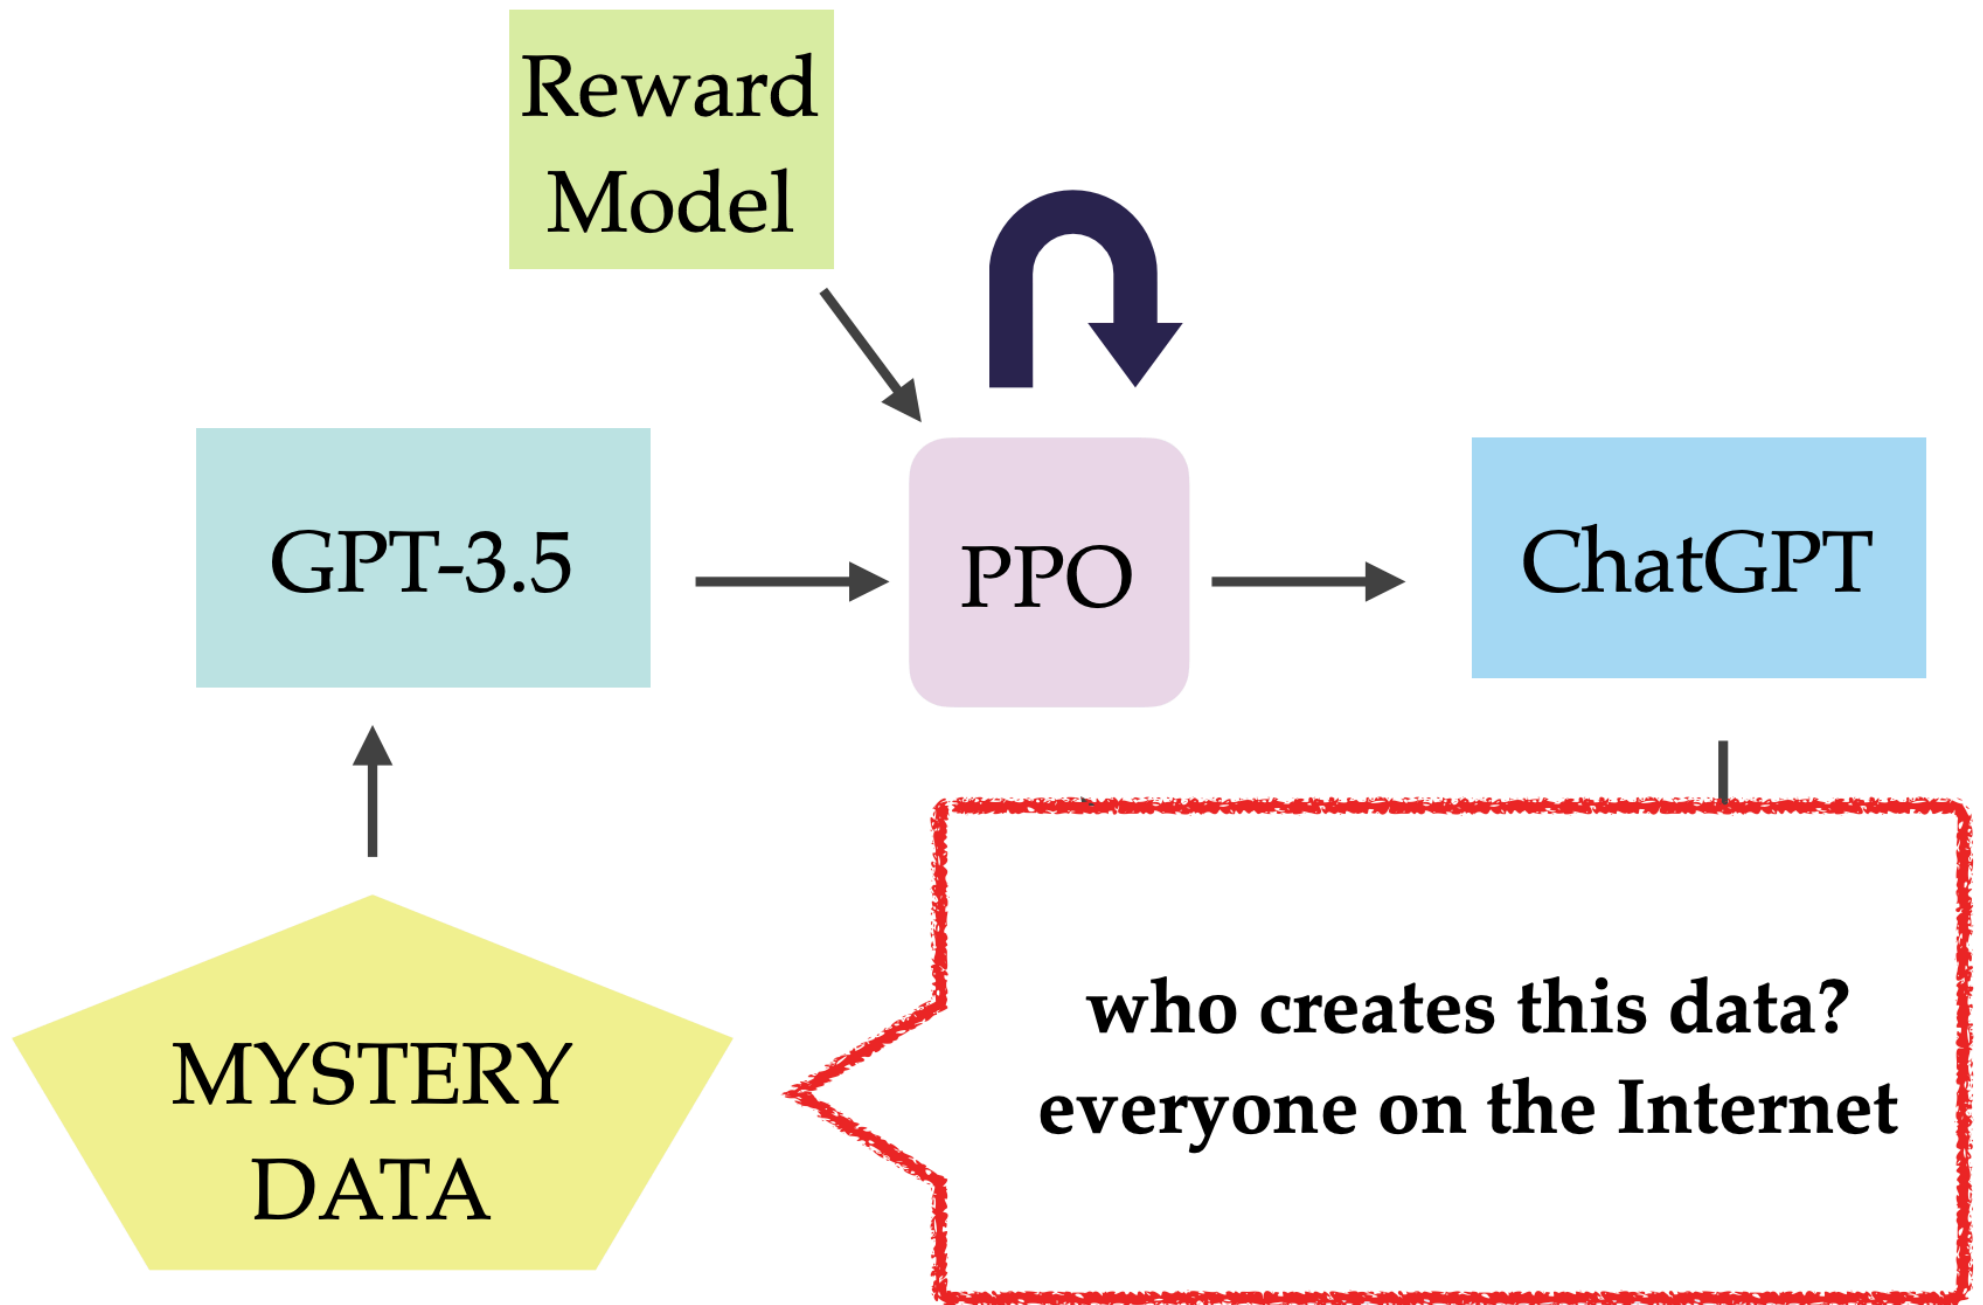 Reward
Model
GPT-3.5
PPO
ChatGPT
MYSTERY
DATA
who creates this data?
everyone on the Internet